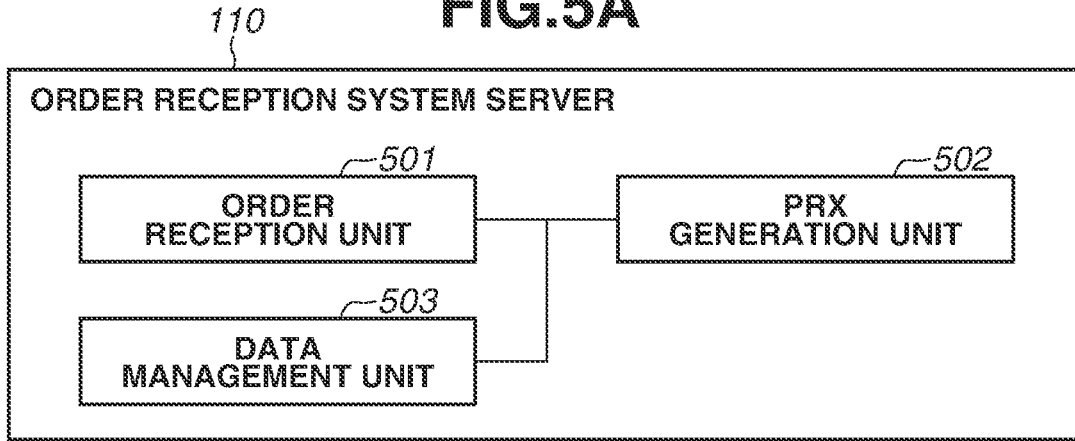 FIG.5A
110
ORDER RECEPTION SYSTEM SERVER
501
ORDER
RECEPTION UNIT
502
PRX
GENERATION UNIT
503
DATA
MANAGEMENT UNIT